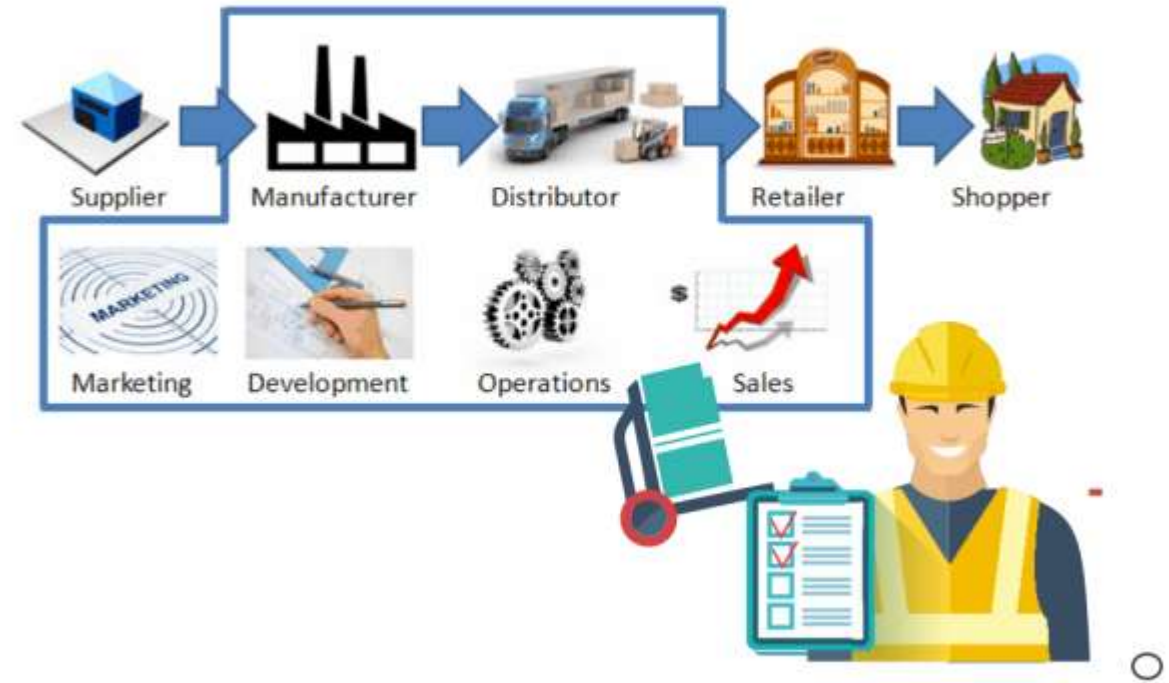 Supplier
Manufacturer
Distributor
Retailer
Shopper
MARKETING
$
Marketing
Development
Operations
Sales